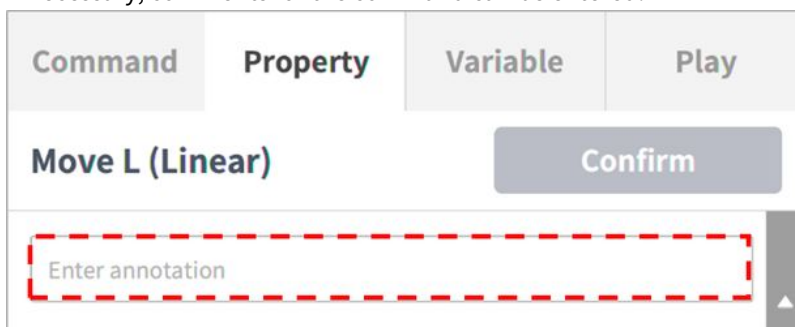 Command Property Variable Play
Move L (Linear) Confirm
Enter annotation